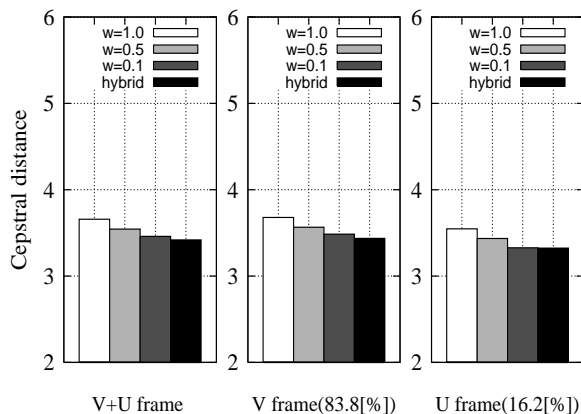 Cepstral distance
6
5
4
3
2
w=1.0
w=0.5
w=0.1
hybrid
V+U frame
6
5
4
3
2
w=1.0
w=0.5
w=0.1
hybrid
V frame(83.8[%])
6
5
4
3
2
w=1.0
w=0.5
w=0.1
hybrid
U frame(16.2[%])